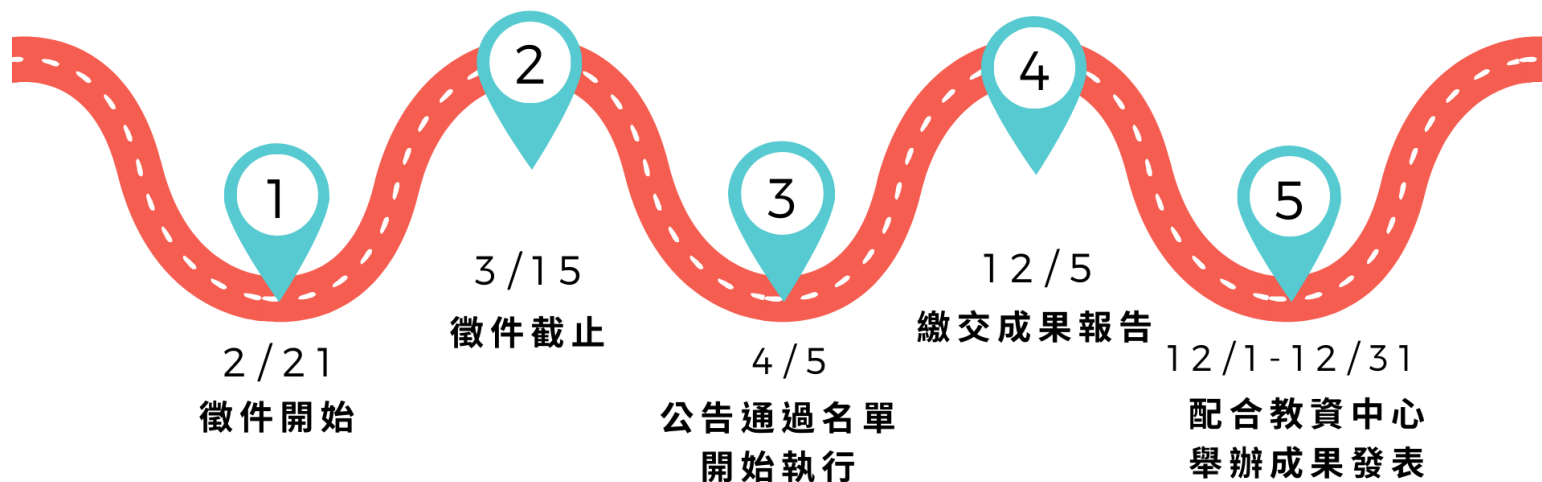 1
2/21
徵件開始
2
3/15
徵件截止
3
4/5
公告通過名單
開始執行
4
12/5
繳交成果報告
5
12/1-12/31
配合教資中心
舉辦成果發表